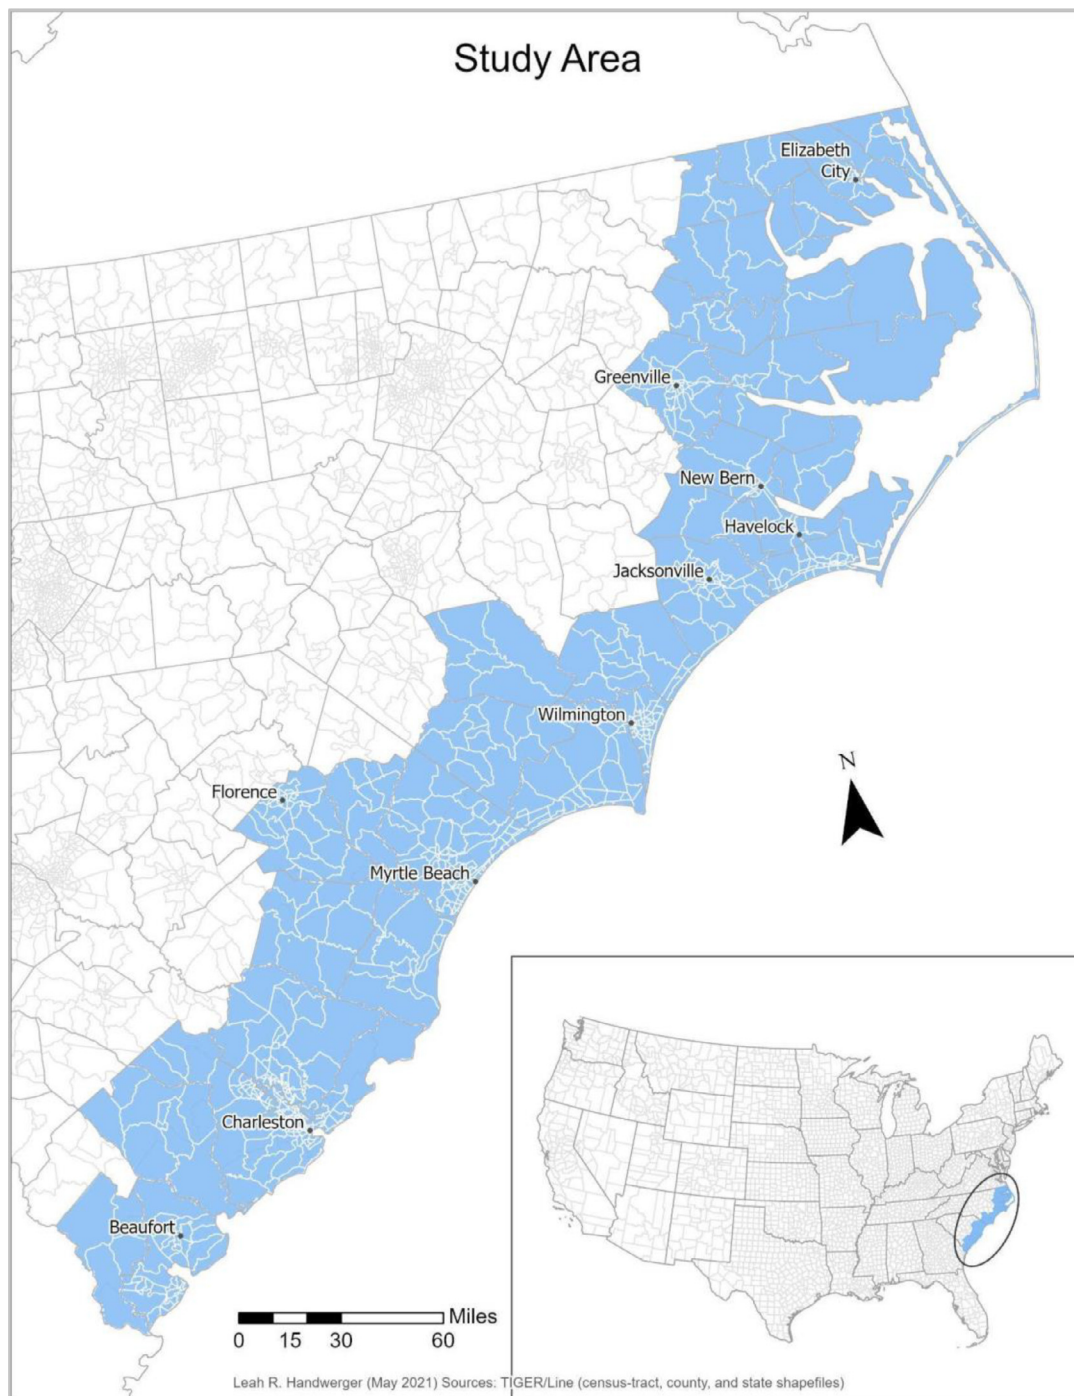 Study Area
Elizabeth
City
Greenville
New Bern
Havelock
Jacksonville
Wilmington
N
Florence
Myrtle Beach
Charleston
Beaufort
Miles
0 15 30 60
Leah R. Handwerger (May 2021) Sources: TIGER/Line (census-tract, county, and state shapefiles)